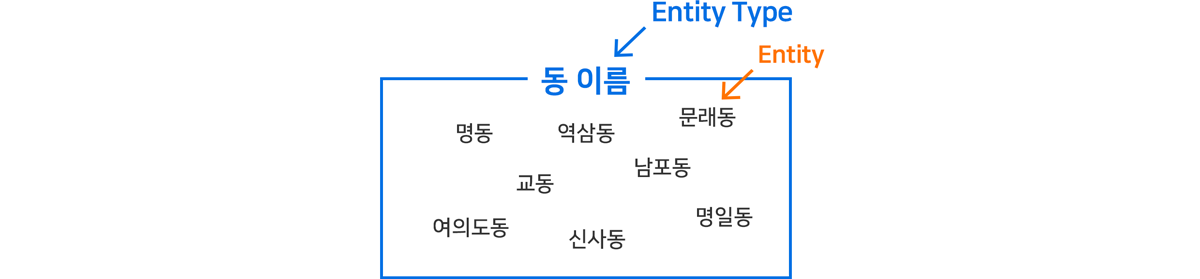 Entity Type
Entity
동 이름
문래동
명동
역삼동
남포동
교동
명일동
여의도동
신사동